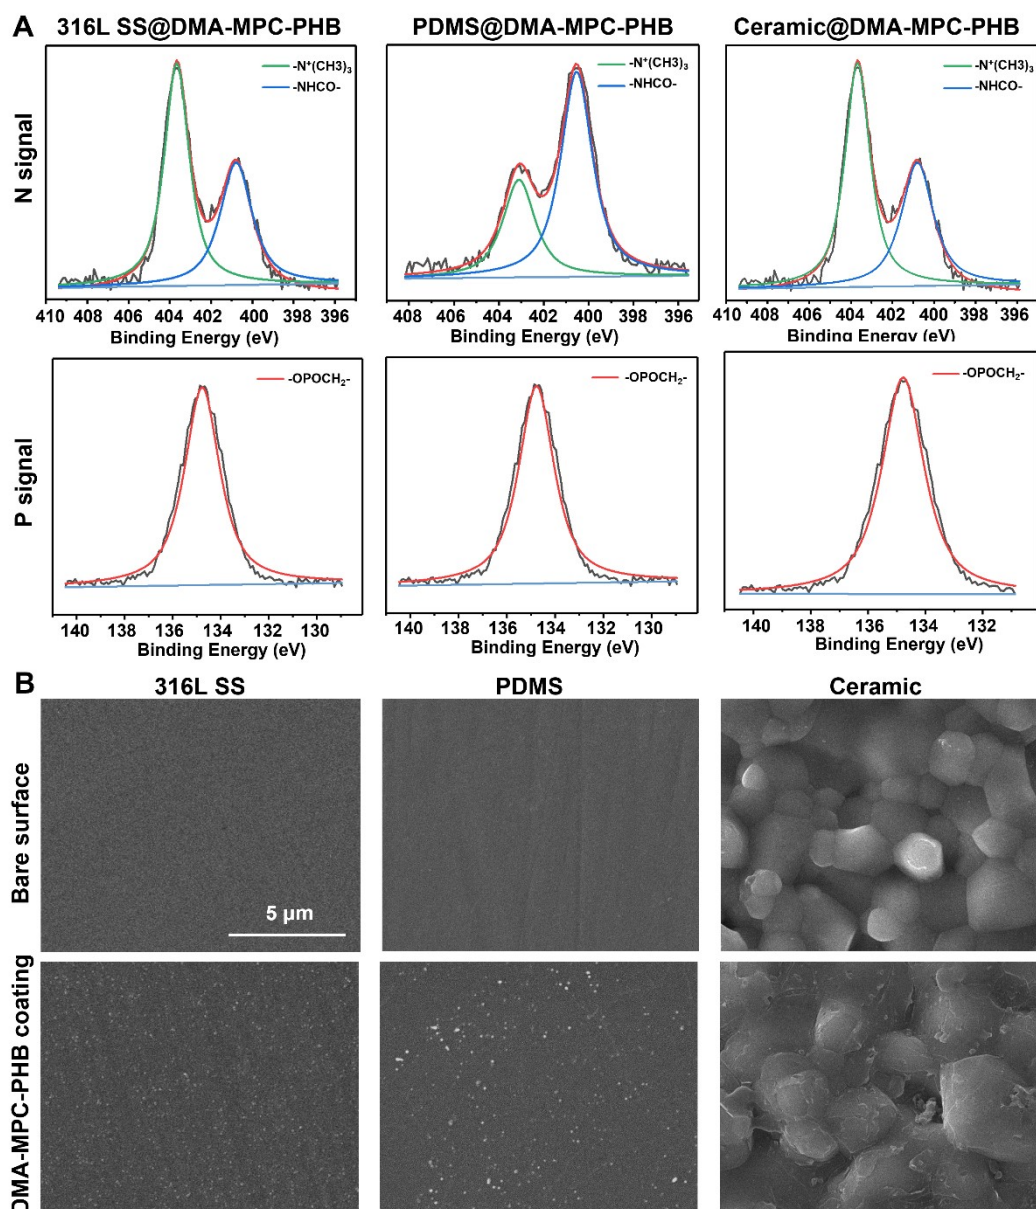 A
316L SS@DMA-MPC-PHB
PDMS@DMA-MPC-PHB
Ceramic@DMA-MPC-PHB
N signal
-N⁺(CH3)₃
-NHCO-
-N⁺(CH3)₃
-NHCO-
-N⁺(CH3)₃
-NHCO-
410 408 406 404 402 400 398 396
408 406 404 402 400 398 396
410 408 406 404 402 400 398 396
Binding Energy (eV)
Binding Energy (eV)
Binding Energy (eV)
P signal
-OPOCH₂-
-OPOCH₂-
-OPOCH₂-
140 138 136 134 132 130
140 138 136 134 132 130
140 138 136 134 132
Binding Energy (eV)
Binding Energy (eV)
Binding Energy (eV)
B
316L SS
PDMS
Ceramic
Bare surface
5 μm
DMA-MPC-PHB coating